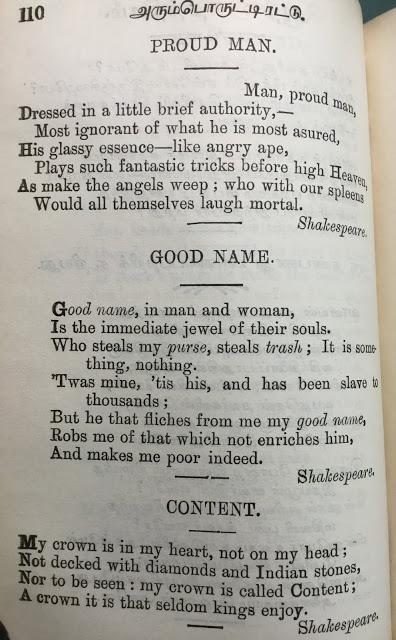 110
அரும்பொருட்டிரட்டு.
PROUD MAN.
Man, proud man,
Dressed in a little brief authority,—
Most ignorant of what he is most asured,
His glassy essence—like angry ape,
Plays such fantastic tricks before high Heaven,
As make the angels weep ; who with our spleens
Would all themselves laugh mortal.
Shakespeare.
GOOD NAME.
Good name, in man and woman,
Is the immediate jewel of their souls.
Who steals my purse, steals trash ; It is some-
thing, nothing.
'Twas mine, 'tis his, and has been slave to
thousands ;
But he that fliches from me my good name,
Robs me of that which not enriches him,
And makes me poor indeed.
Shakespeare.
CONTENT.
My crown is in my heart, not on my head ;
Not decked with diamonds and Indian stones,
Nor to be seen : my crown is called Content ;
A crown it is that seldom kings enjoy.
Shakespeare.